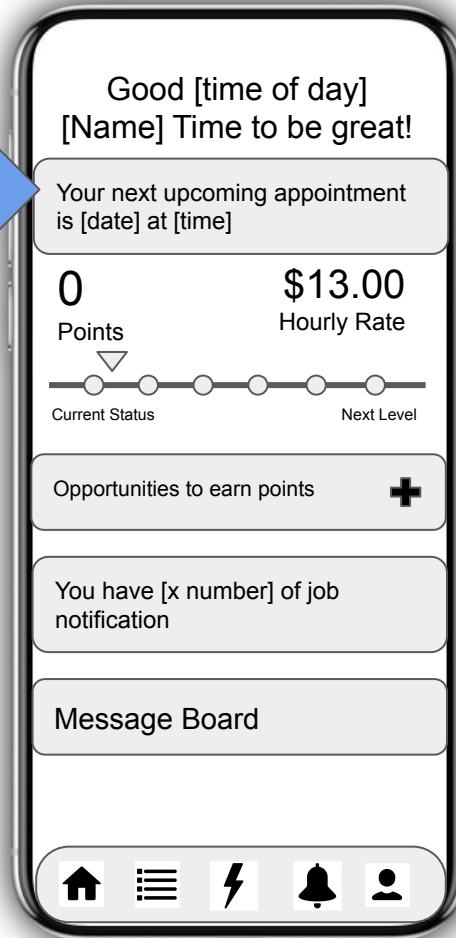 Good [time of day]
[Name] Time to be great!
Your next upcoming appointment
is [date] at [time]
0
Points
$13.00
Hourly Rate
Current Status
Next Level
Opportunities to earn points
You have [x number] of job
notification
Message Board